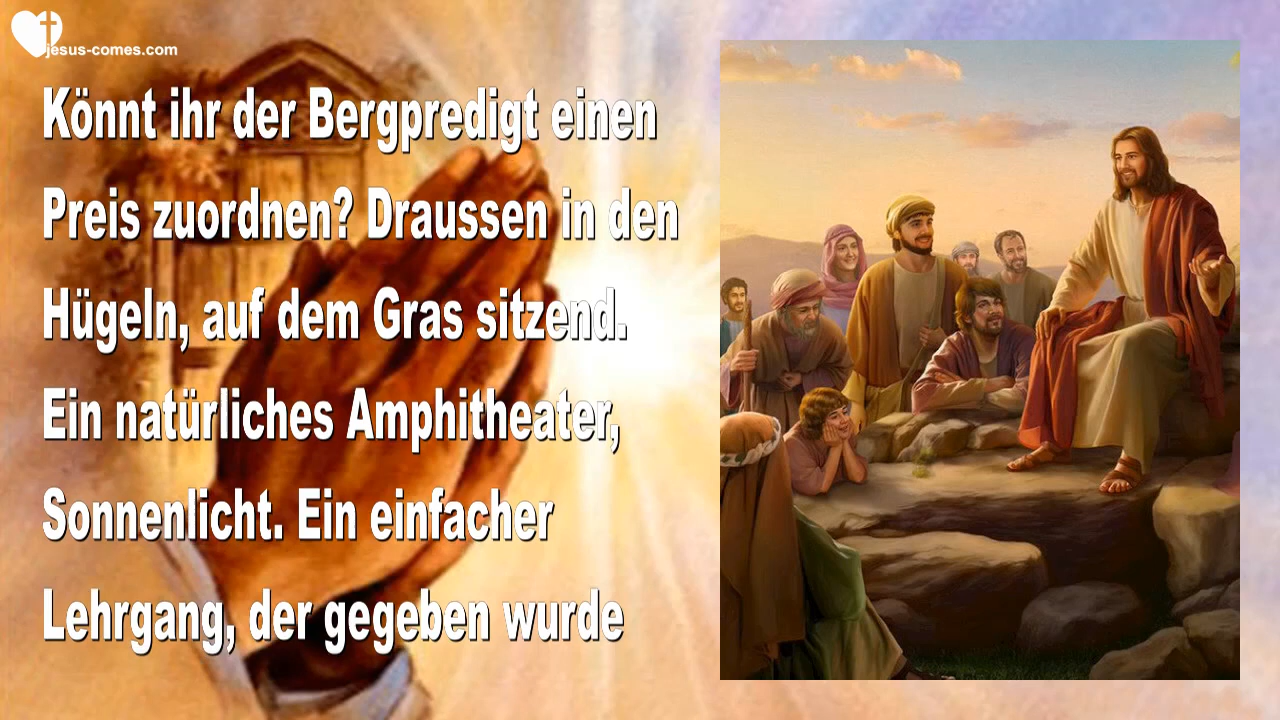 jesus-comes.com
Könnt ihr der Bergpredigt einen
Preis zuordnen? Draussen in den
Hügeln, auf dem Gras sitzend.
Ein natürliches Amphitheater,
Sonnenlicht. Ein einfacher
Lehrgang, der gegeben wurde